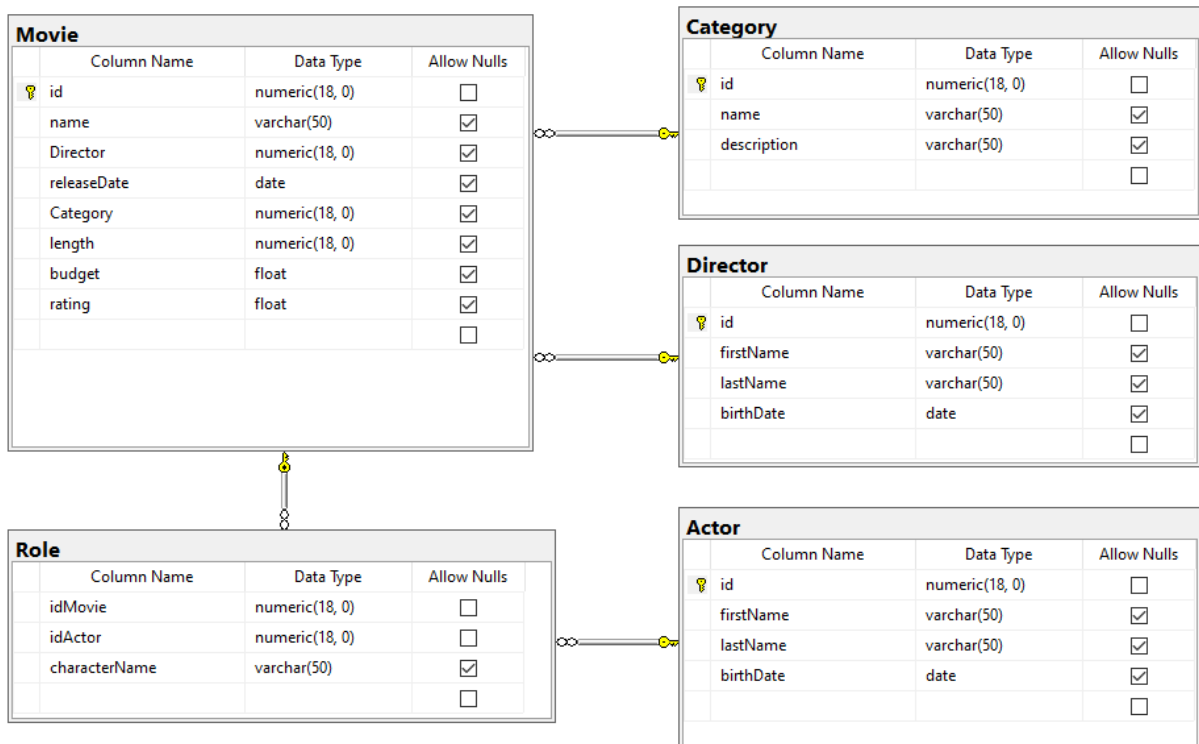 Movie
Column Name Data Type Allow Nulls
id numeric(18, 0)
name varchar(50)
Director numeric(18, 0)
releaseDate date
Category numeric(18, 0)
length numeric(18, 0)
budget float
rating float
Category
Column Name Data Type Allow Nulls
id numeric(18, 0)
name varchar(50)
description varchar(50)
Director
Column Name Data Type Allow Nulls
id numeric(18, 0)
firstName varchar(50)
lastName varchar(50)
birthDate date
Role
Column Name Data Type Allow Nulls
idMovie numeric(18, 0)
idActor numeric(18, 0)
characterName varchar(50)
Actor
Column Name Data Type Allow Nulls
id numeric(18, 0)
firstName varchar(50)
lastName varchar(50)
birthDate date